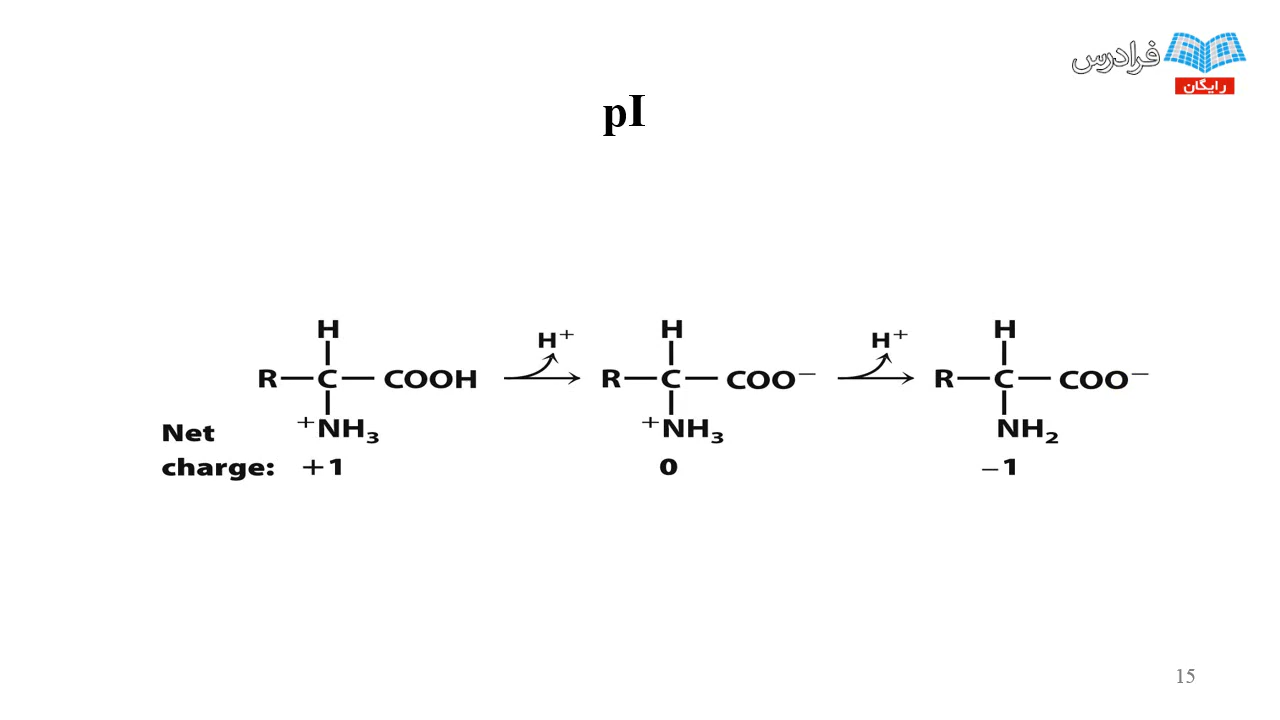 فرادرس
رایگان
pI
H H⁺ H H⁺ H
R—C—COOH R—C—COO⁻ R—C—COO⁻
⁺NH₃ ⁺NH₃ NH₂
Net
charge: +1 0 −1
15